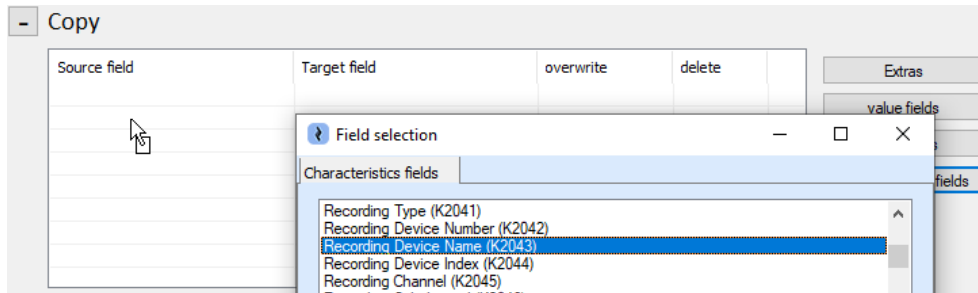 - Copy
Source field Target field overwrite delete
Extras
value fields
Field selection
Characteristics fields
fields
Recording Type (K2041)
Recording Device Number (K2042)
Recording Device Name (K2043)
Recording Device Index (K2044)
Recording Channel (K2045)